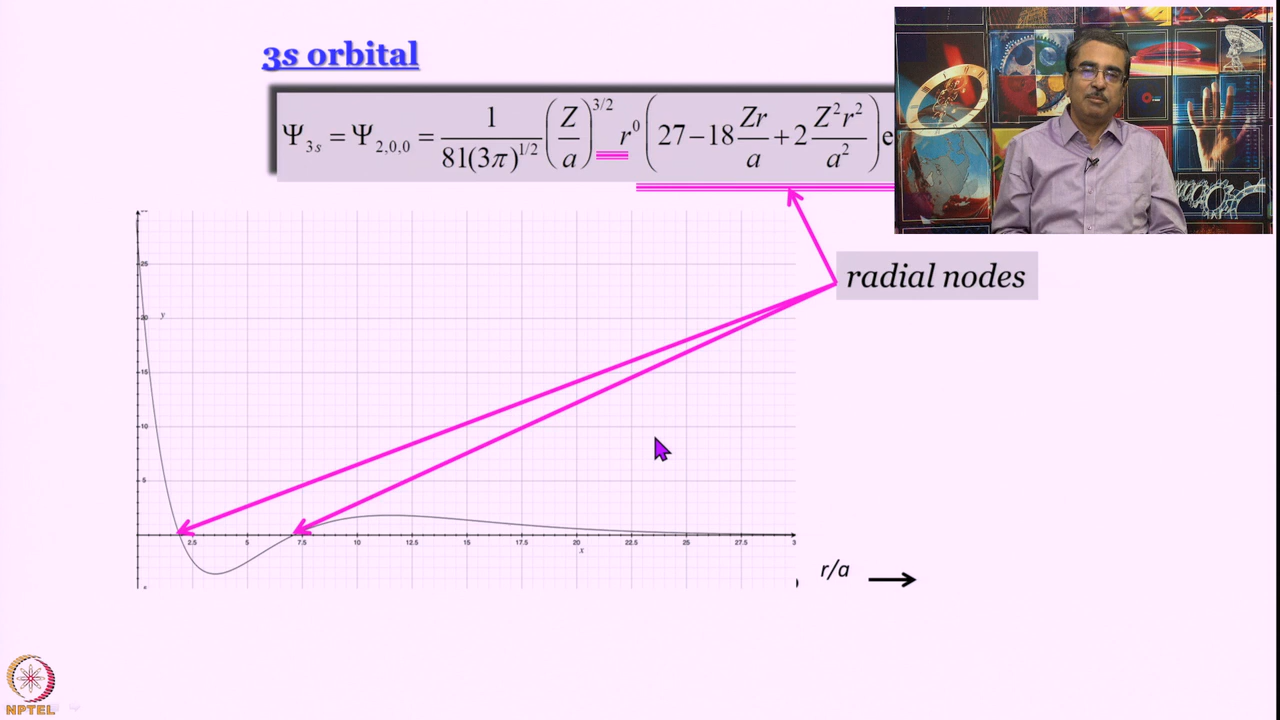 3s orbital
Ψ3s = Ψ2,0,0 = 1/81(3π)^1/2 (Z/a)^3/2 r^0 (27−18 Zr/a + 2 Z²r²/a²) e
radial nodes
25
20
y
15
10
5
2.5 5 7.5 10 12.5 15 17.5 20 22.5 25 27.5 3
x
r/a
NPTEL